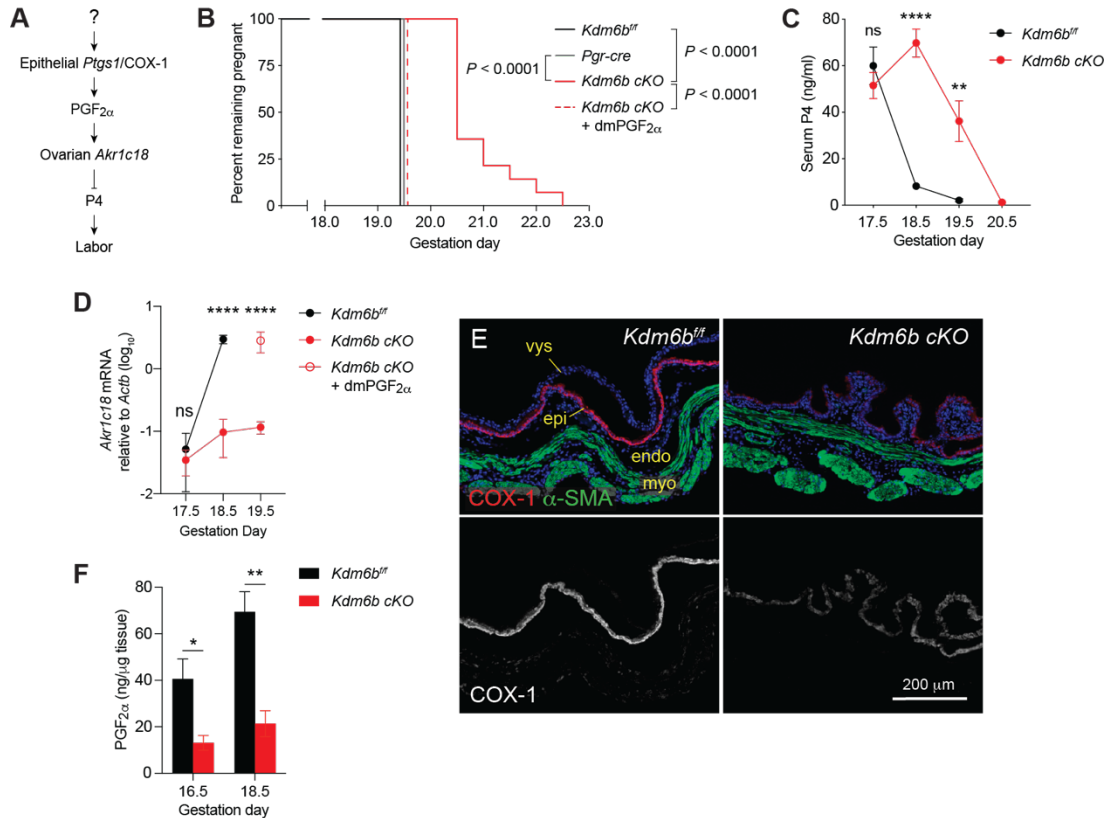 A
?
Epithelial Ptgs1/COX-1
PGF2α
Ovarian Akr1c18
P4
Labor
B
Percent remaining pregnant
100
75
50
25
0
18.0
19.0
20.0
21.0
22.0
23.0
Gestation day
P < 0.0001
Kdm6bf/f
Pgr-cre
Kdm6b cKO
Kdm6b cKO
+ dmPGF2α
P < 0.0001
P < 0.0001
C
Serum P4 (ng/ml)
80
60
40
20
0
ns
****
**
17.5 18.5 19.5 20.5
Gestation day
Kdm6bf/f
Kdm6b cKO
D
Akr1c18 mRNA
relative to Actb (log10)
1
0
-1
-2
ns
**** ****
17.5 18.5 19.5
Gestation Day
Kdm6bf/f
Kdm6b cKO
Kdm6b cKO
+ dmPGF2α
E
Kdm6bf/f
Kdm6b cKO
vys
epi
endo
myo
COX-1 α-SMA
COX-1
200 μm
F
PGF2α (ng/μg tissue)
80
60
40
20
0
*
**
16.5 18.5
Gestation day
Kdm6bf/f
Kdm6b cKO